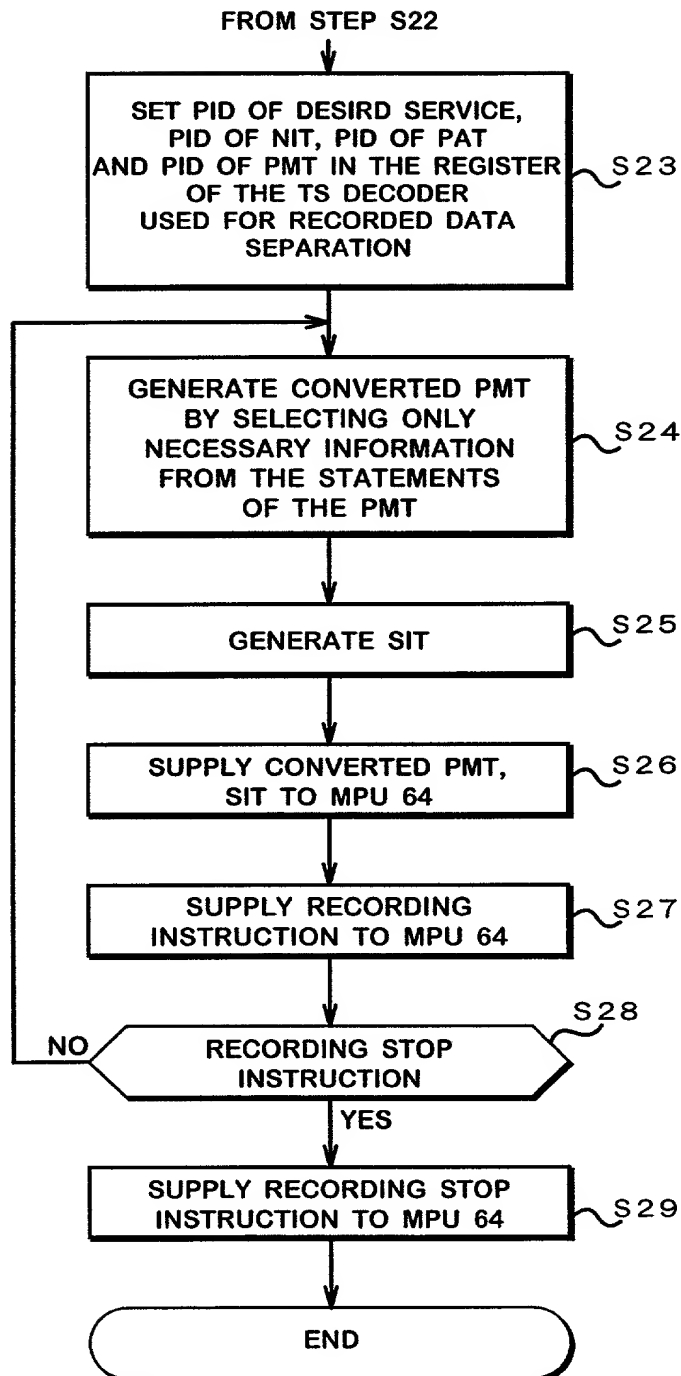 FROM STEP S22
SET PID OF DESIRD SERVICE,
PID OF NIT, PID OF PAT
AND PID OF PMT IN THE REGISTER
OF THE TS DECODER
USED FOR RECORDED DATA
SEPARATION
S23
GENERATE CONVERTED PMT
BY SELECTING ONLY
NECESSARY INFORMATION
FROM THE STATEMENTS
OF THE PMT
S24
GENERATE SIT
S25
SUPPLY CONVERTED PMT,
SIT TO MPU 64
S26
SUPPLY RECORDING
INSTRUCTION TO MPU 64
S27
S28
NO
RECORDING STOP
INSTRUCTION
YES
SUPPLY RECORDING STOP
INSTRUCTION TO MPU 64
S29
END